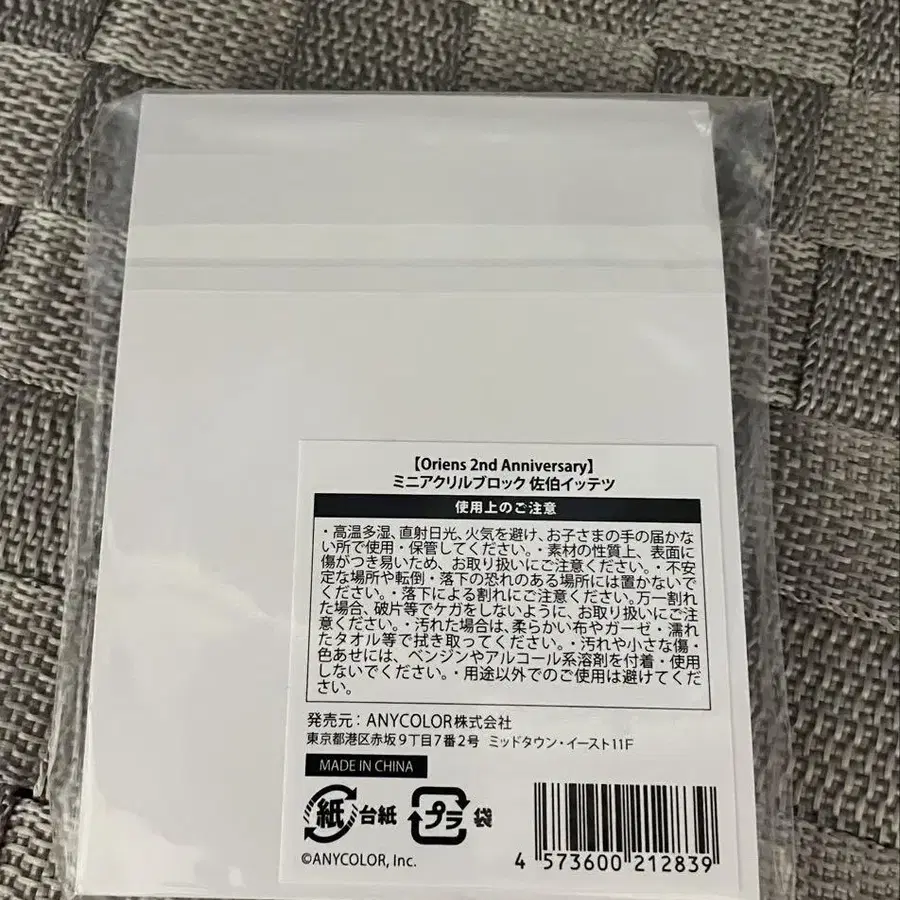 【Oriens 2nd Anniversary】
ミニアクリルブロック 佐伯イッテツ
使用上のご注意
・高温多湿、直射日光、火気を避け、お子さまの手の届かな
い所で使用・保管してください。・素材の性質上、表面に
傷がつき易いため、お取り扱いにご注意ください。・不安
定な場所や転倒・落下の恐れのある場所には置かないで
ください。・落下による割れにご注意ください。万一割れ
た場合、破片等でケガをしないように、お取り扱いにご注
意ください。・汚れた場合は、柔らかい布やガーゼ・濡れ
たタオル等で拭き取ってください。・汚れや小さな傷・
色あせには、ベンジンやアルコール系溶剤を付着・使用
しないでください。・用途以外でのご使用は避けてくだ
さい。
発売元：ANYCOLOR株式会社
東京都港区赤坂9丁目7番2号 ミッドタウン・イースト11F
MADE IN CHINA
紙 台紙 プラ 袋
©ANYCOLOR, Inc.
4 573600 212839